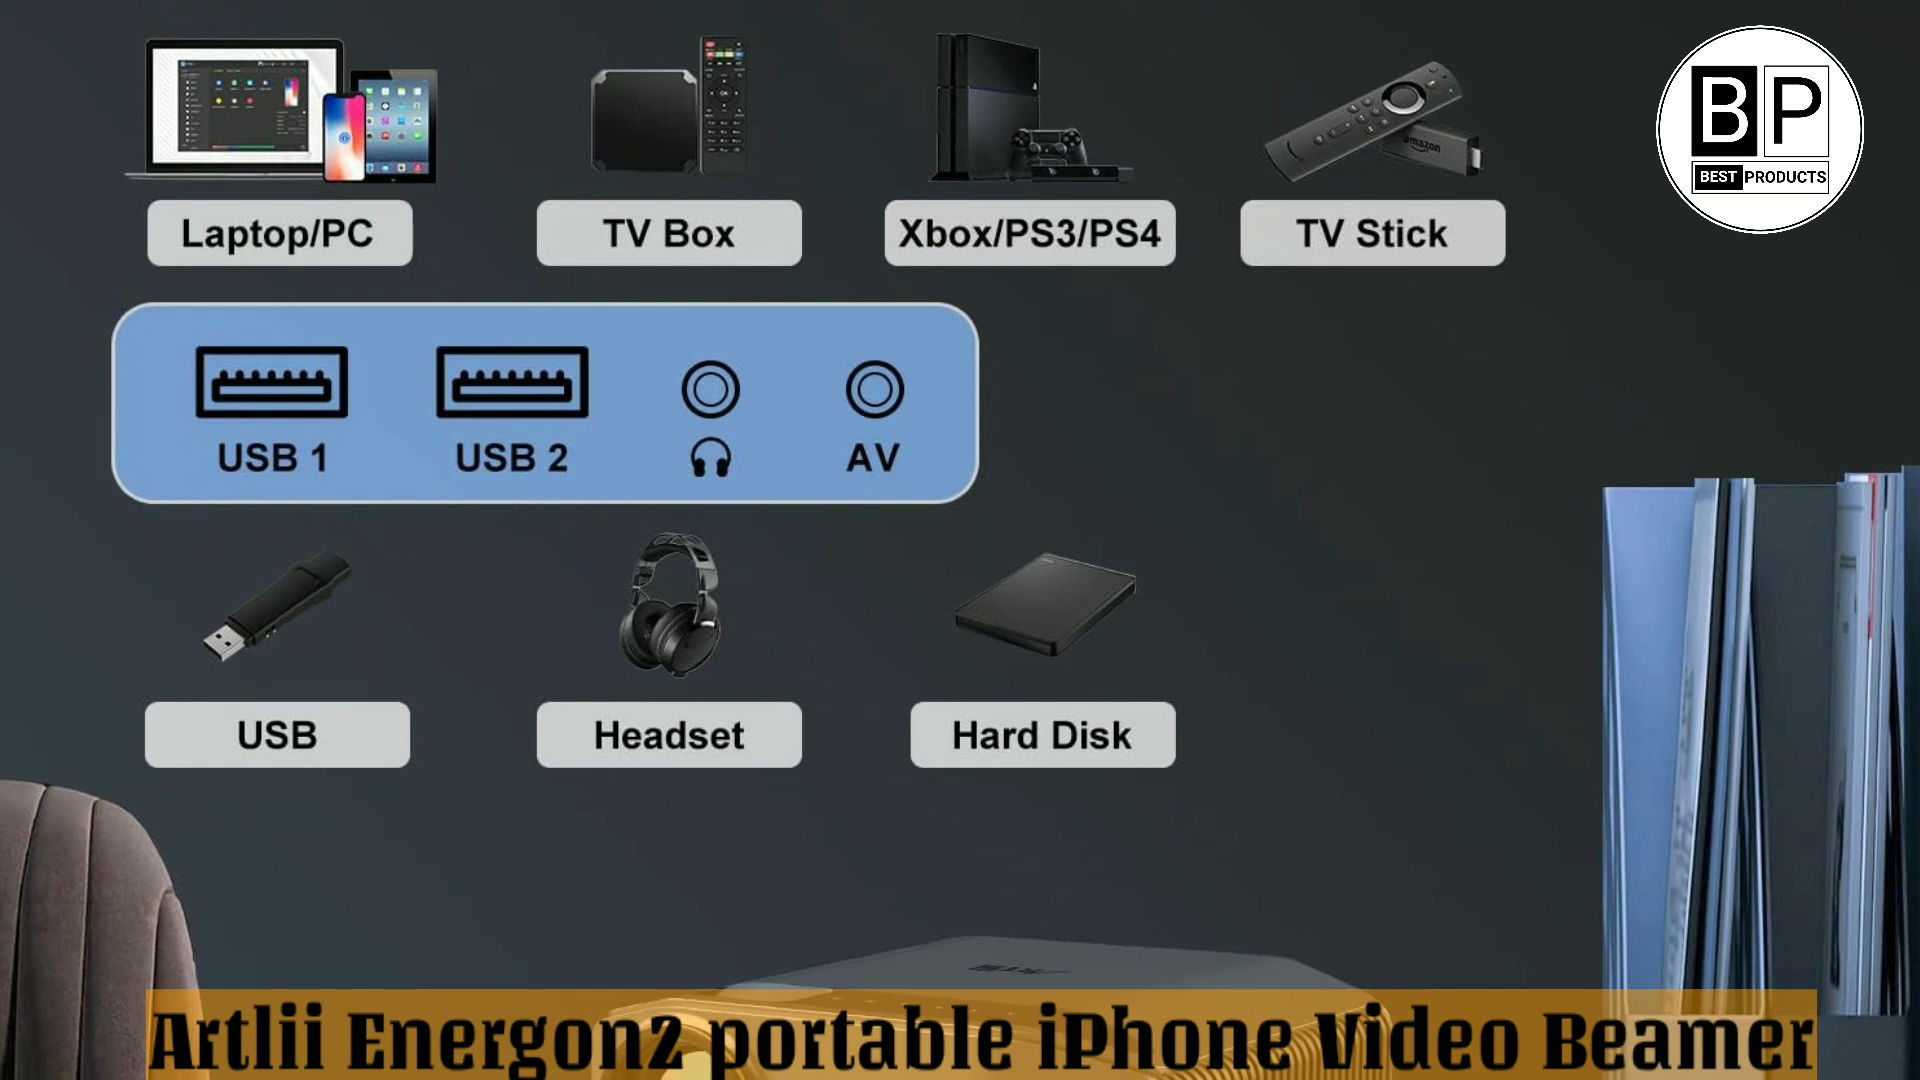 BP
BEST PRODUCTS
amazon
Laptop/PC
TV Box
Xbox/PS3/PS4
TV Stick
USB 1
USB 2
AV
USB
Headset
Hard Disk
Artlii Energon2 portable iPhone Video Beamer